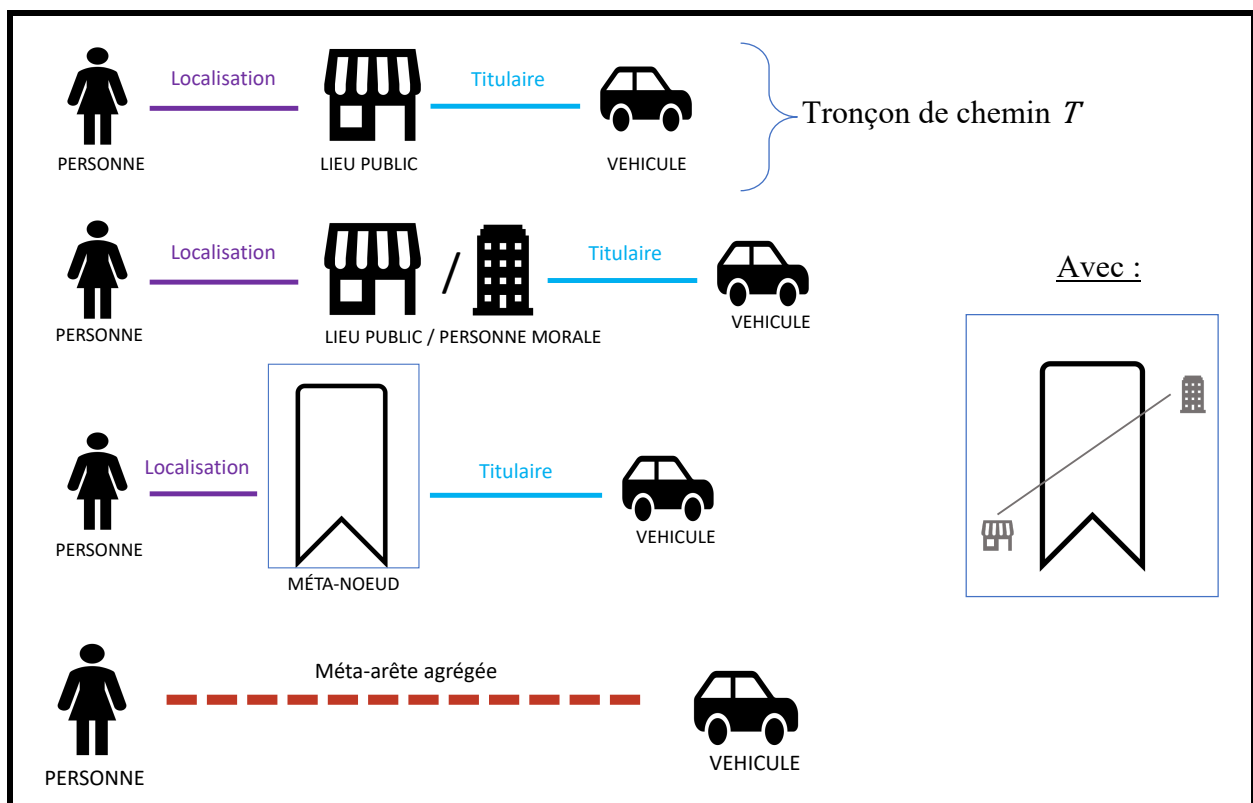 Localisation
Titulaire
PERSONNE
LIEU PUBLIC
VEHICULE
Tronçon de chemin T
Localisation
/
Titulaire
PERSONNE
LIEU PUBLIC / PERSONNE MORALE
VEHICULE
Avec :
Localisation
Titulaire
PERSONNE
MÉTA-NOEUD
VEHICULE
Méta-arête agrégée
PERSONNE
VEHICULE